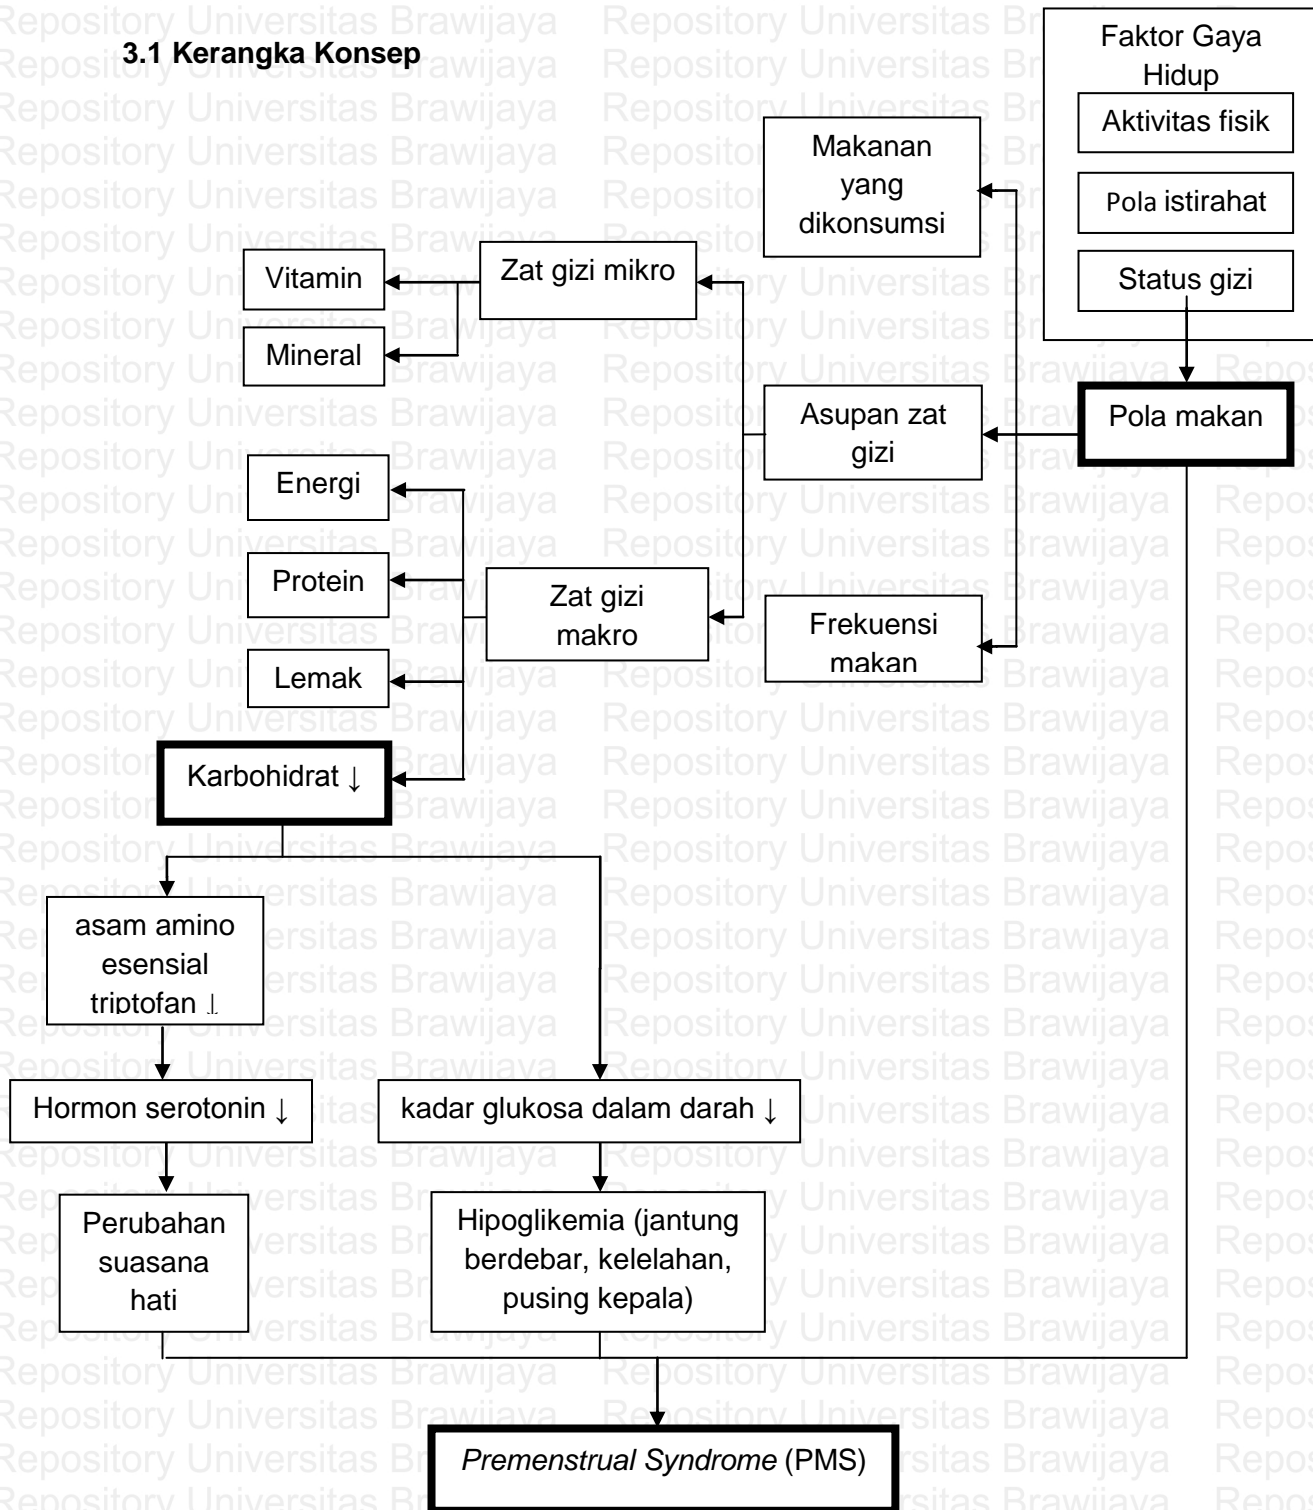 3.1 Kerangka Konsep
Faktor Gaya
Hidup
Aktivitas fisik
Pola istirahat
Status gizi
Makanan
yang
dikonsumsi
Zat gizi mikro
Vitamin
Mineral
Pola makan
Asupan zat
gizi
Energi
Protein
Zat gizi
makro
Frekuensi
makan
Lemak
Karbohidrat ↓
asam amino
esensial
triptofan ↓
Hormon serotonin ↓
kadar glukosa dalam darah ↓
Perubahan
suasana
hati
Hipoglikemia (jantung
berdebar, kelelahan,
pusing kepala)
Premenstrual Syndrome (PMS)
Repository Universitas Brawijaya